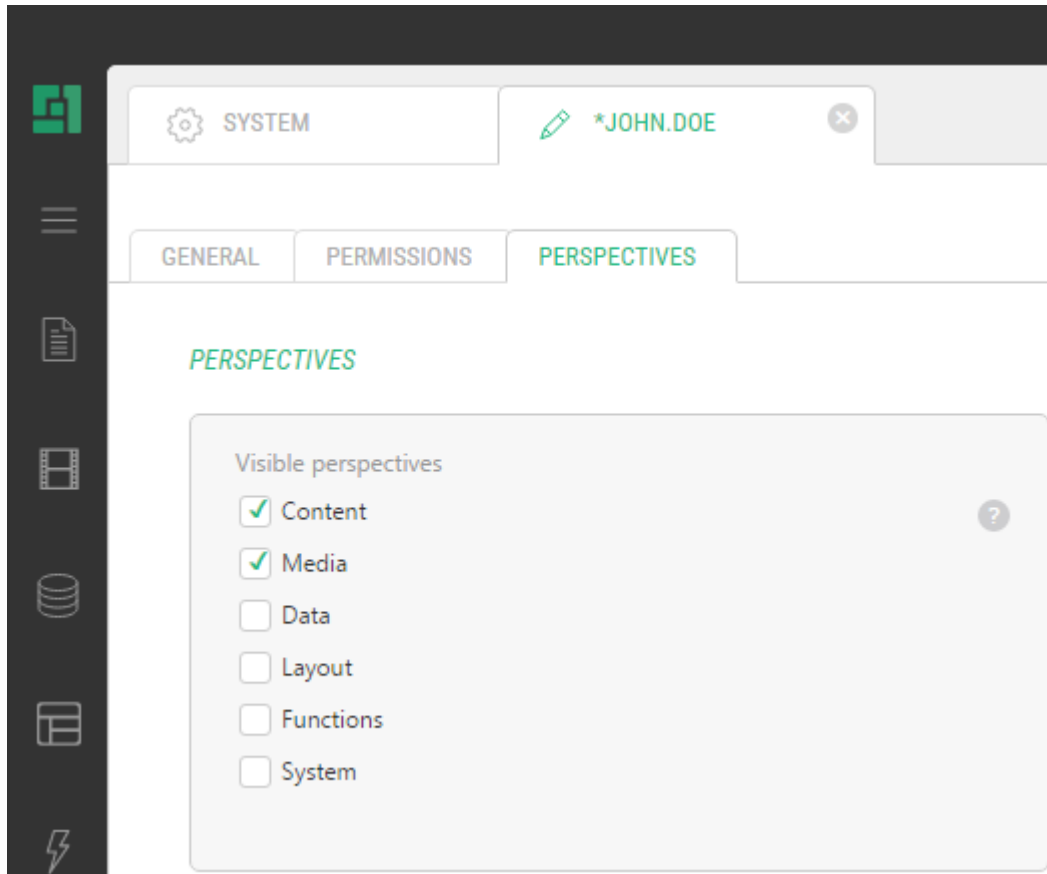 SYSTEM *JOHN.DOE
GENERAL PERMISSIONS PERSPECTIVES
PERSPECTIVES
Visible perspectives
Content
?
Media
Data
Layout
Functions
System